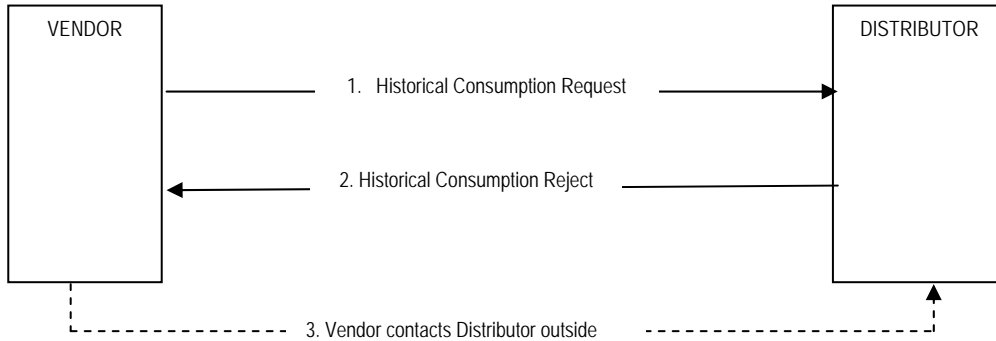 VENDOR
DISTRIBUTOR
1. Historical Consumption Request
2. Historical Consumption Reject
3. Vendor contacts Distributor outside